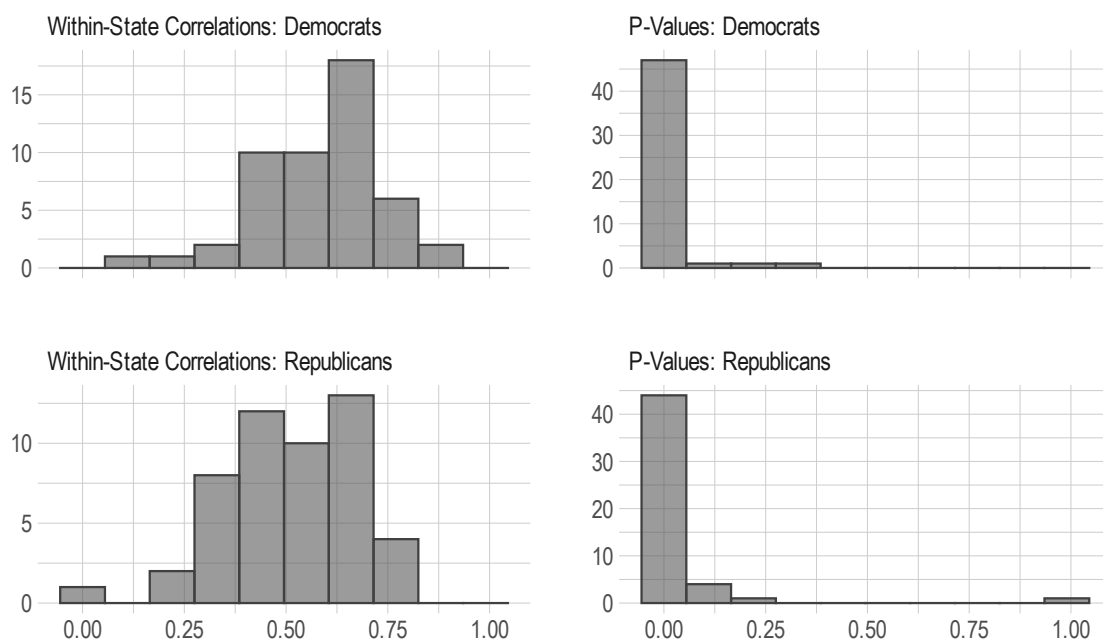 Within-State Correlations: Democrats
15
10
5
0
P-Values: Democrats
40
30
20
10
0
Within-State Correlations: Republicans
10
5
0
0.00 0.25 0.50 0.75 1.00
P-Values: Republicans
40
30
20
10
0
0.00 0.25 0.50 0.75 1.00